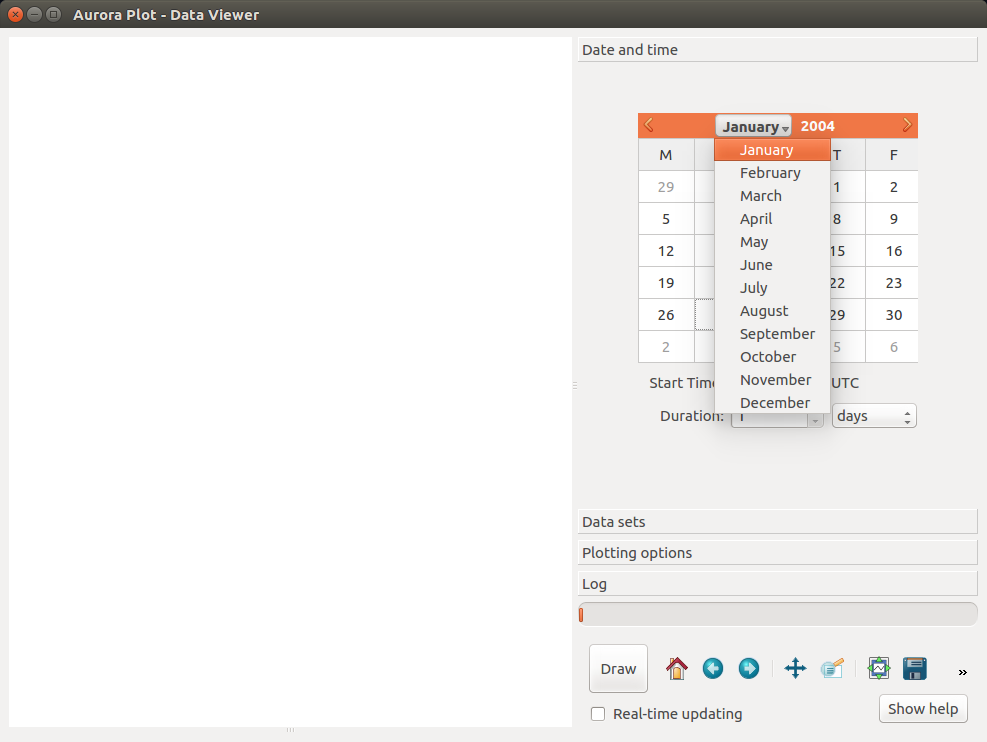 Aurora Plot - Data Viewer
Date and time
January 2004
M T F
January
February
March
April
May
June
July
August
September
October
November
December
29 1 2
5 8 9
12 15 16
19 22 23
26 29 30
2 5 6
Start Time UTC
Duration: 1 days
Data sets
Plotting options
Log
Draw
»
Real-time updating
Show help